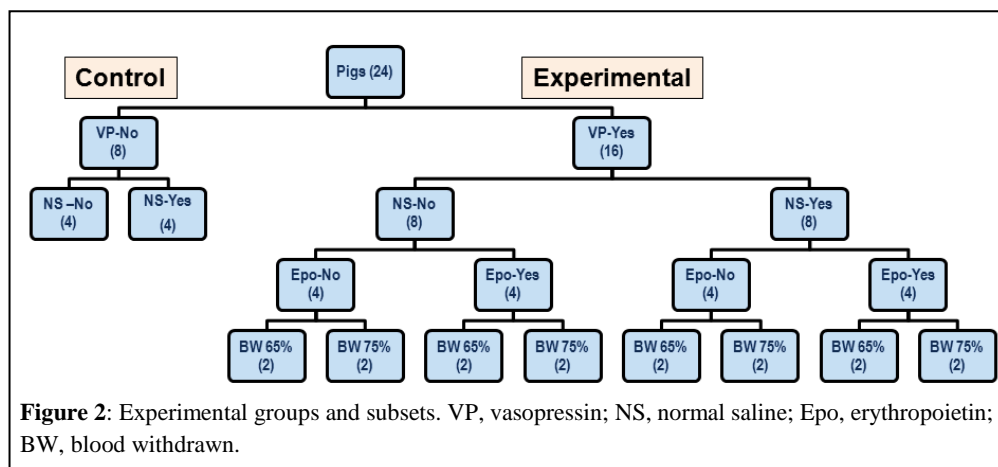 Pigs (24)
Control
Experimental
VP-No
(8)
VP-Yes
(16)
NS –No
(4)
NS-Yes
(4)
NS-No
(8)
NS-Yes
(8)
Epo-No
(4)
Epo-Yes
(4)
Epo-No
(4)
Epo-Yes
(4)
BW 65%
(2)
BW 75%
(2)
BW 65%
(2)
BW 75%
(2)
BW 65%
(2)
BW 75%
(2)
BW 65%
(2)
BW 75%
(2)
Figure 2: Experimental groups and subsets. VP, vasopressin; NS, normal saline; Epo, erythropoietin;
BW, blood withdrawn.